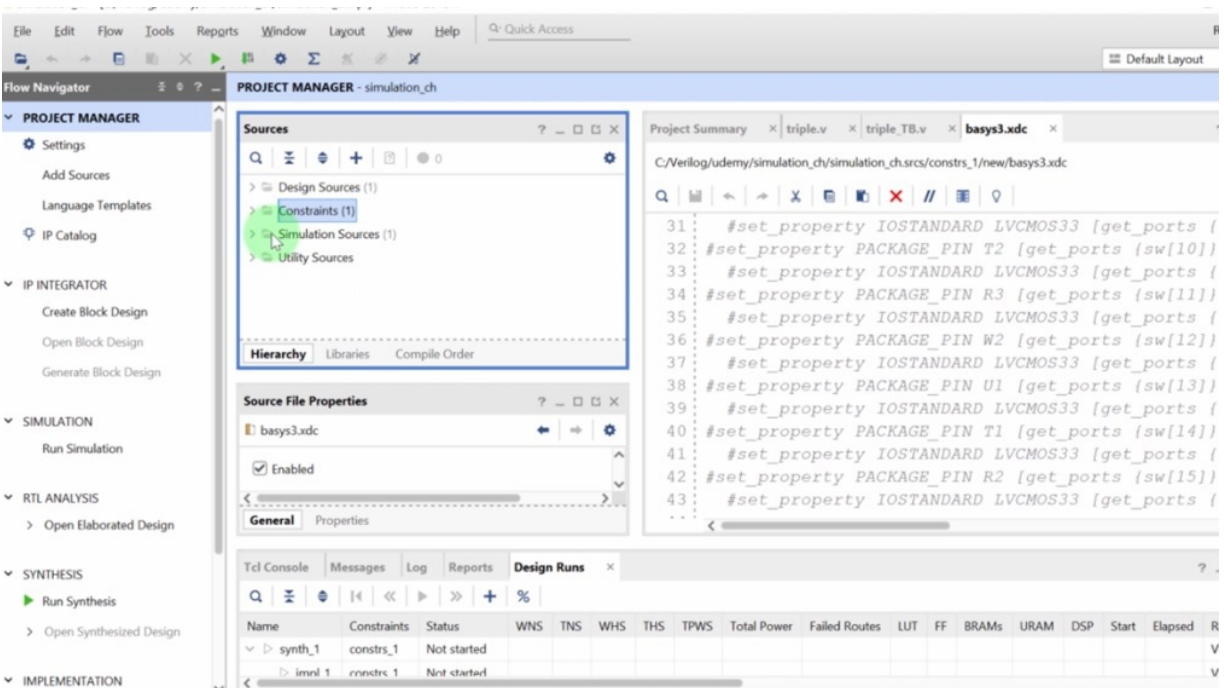 File Edit Flow Tools Reports Window Layout View Help Quick Access
Default Layout
Flow Navigator
PROJECT MANAGER
Settings
Add Sources
Language Templates
IP Catalog
IP INTEGRATOR
Create Block Design
Open Block Design
Generate Block Design
SIMULATION
Run Simulation
RTL ANALYSIS
Open Elaborated Design
SYNTHESIS
Run Synthesis
Open Synthesized Design
IMPLEMENTATION
PROJECT MANAGER - simulation_ch
Sources
0
Design Sources (1)
Constraints (1)
Simulation Sources (1)
Utility Sources
Hierarchy Libraries Compile Order
Source File Properties
basys3.xdc
Enabled
General Properties
Project Summary triple.v triple_TB.v basys3.xdc
C:/Verilog/udemy/simulation_ch/simulation_ch.srcs/constrs_1/new/basys3.xdc
31 #set_property IOSTANDARD LVCMOS33 [get_ports {
32 #set_property PACKAGE_PIN T2 [get_ports {sw[10]}
33 #set_property IOSTANDARD LVCMOS33 [get_ports {
34 #set_property PACKAGE_PIN R3 [get_ports {sw[11]}
35 #set_property IOSTANDARD LVCMOS33 [get_ports {
36 #set_property PACKAGE_PIN W2 [get_ports {sw[12]}
37 #set_property IOSTANDARD LVCMOS33 [get_ports {
38 #set_property PACKAGE_PIN U1 [get_ports {sw[13]}
39 #set_property IOSTANDARD LVCMOS33 [get_ports {
40 #set_property PACKAGE_PIN T1 [get_ports {sw[14]}
41 #set_property IOSTANDARD LVCMOS33 [get_ports {
42 #set_property PACKAGE_PIN R2 [get_ports {sw[15]}
43 #set_property IOSTANDARD LVCMOS33 [get_ports {
Tcl Console Messages Log Reports Design Runs
Name Constraints Status WNS TNS WHS THS TPWS Total Power Failed Routes LUT FF BRAMs URAM DSP Start Elapsed
synth_1 constrs_1 Not started
impl_1 constrs_1 Not started